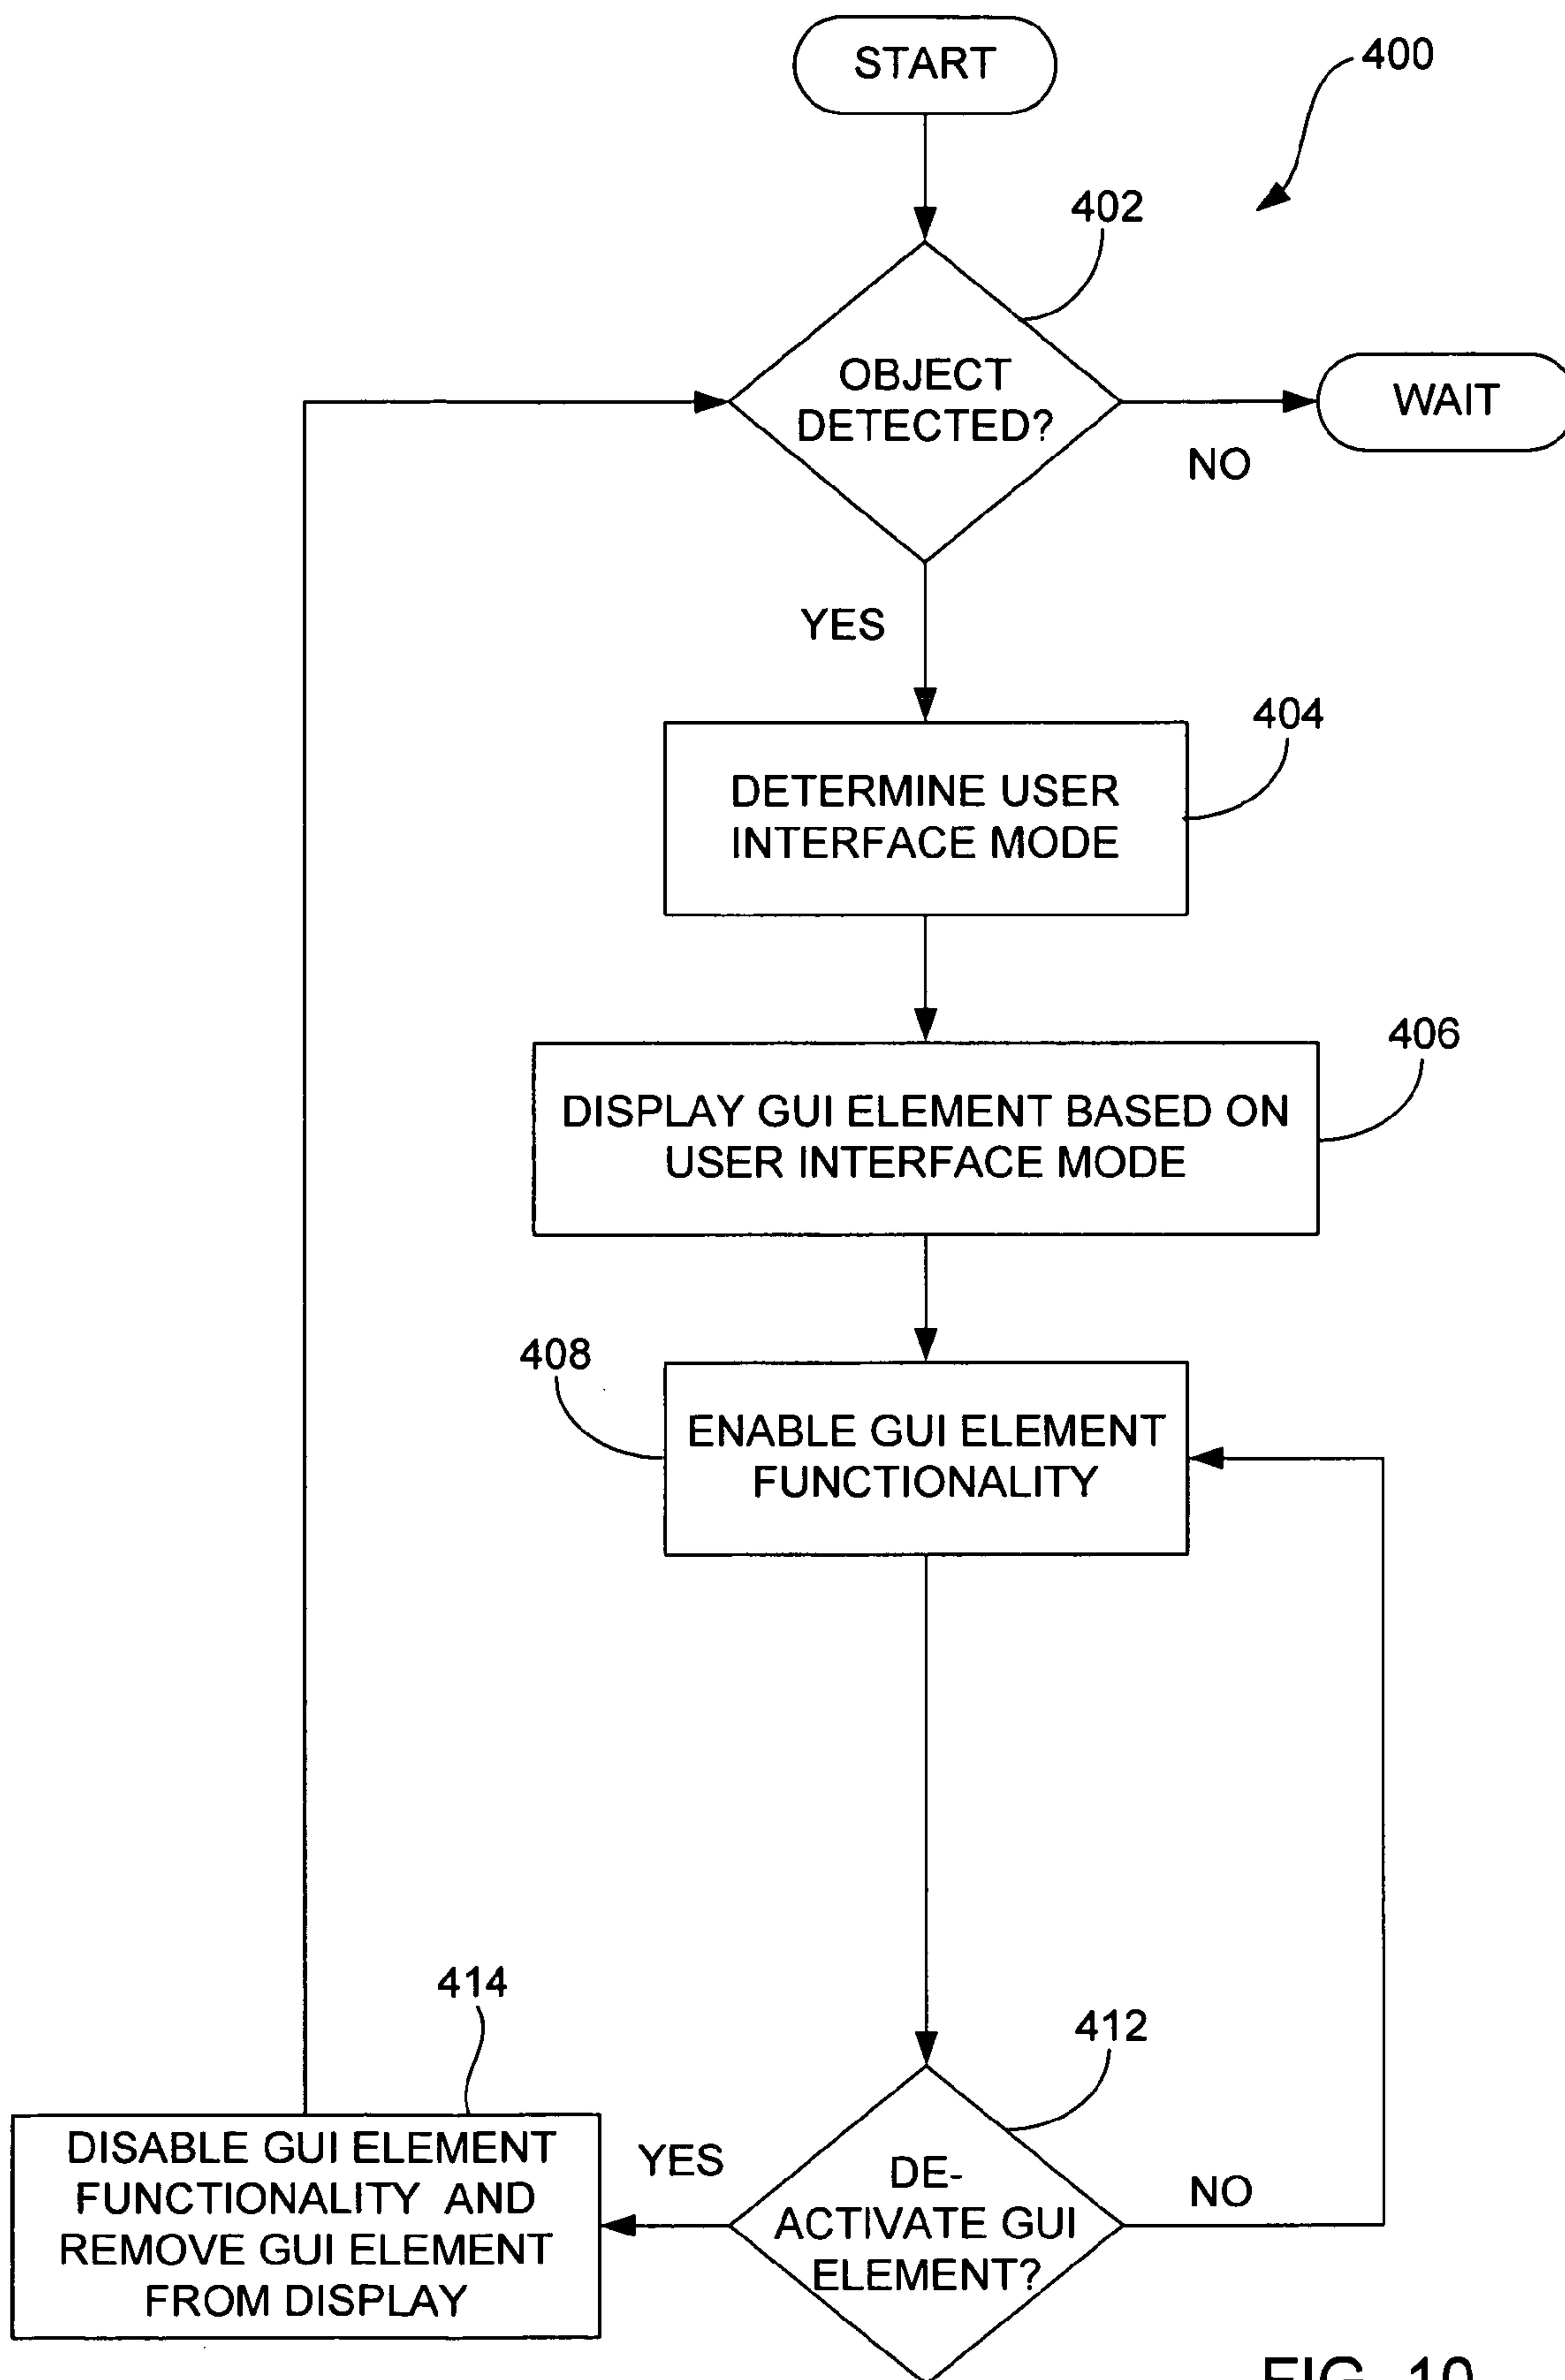 START
400
402
OBJECT
DETECTED?
WAIT
NO
YES
404
DETERMINE USER
INTERFACE MODE
406
DISPLAY GUI ELEMENT BASED ON
USER INTERFACE MODE
408
ENABLE GUI ELEMENT
FUNCTIONALITY
414
412
DISABLE GUI ELEMENT
FUNCTIONALITY AND
REMOVE GUI ELEMENT
FROM DISPLAY
YES
DE-
ACTIVATE GUI
ELEMENT?
NO
FIG. 10